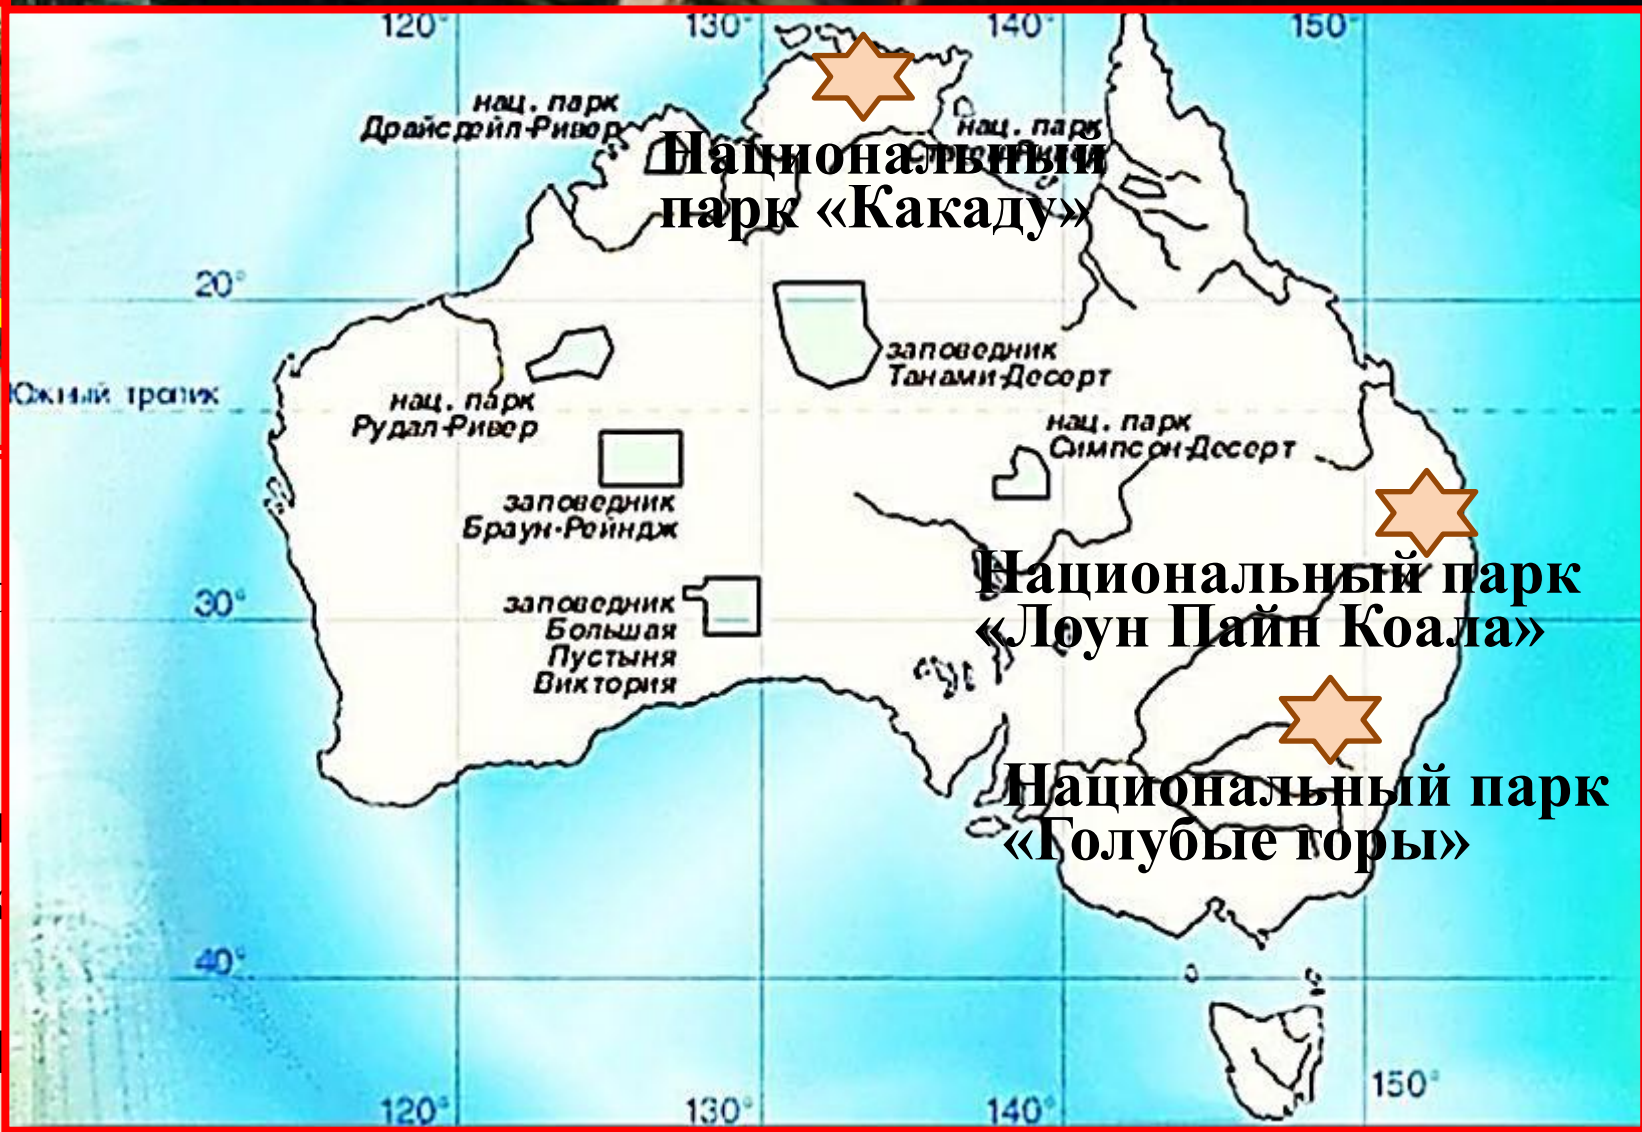 120°
130°
140°
150°
нац. парк
Драйсдейл-Ривер
нац. парк
Национальный
парк «Какаду»
20°
заповедник
Танами-Десерт
Южный тропик
нац. парк
Рудал-Ривер
нац. парк
Симпсон-Десерт
заповедник
Браун-Рейндж
Национальный парк
«Лоун Пайн Коала»
30°
заповедник
Большая
Пустыня
Виктория
Национальный парк
«Голубые горы»
40°
120°
130°
140°
150°